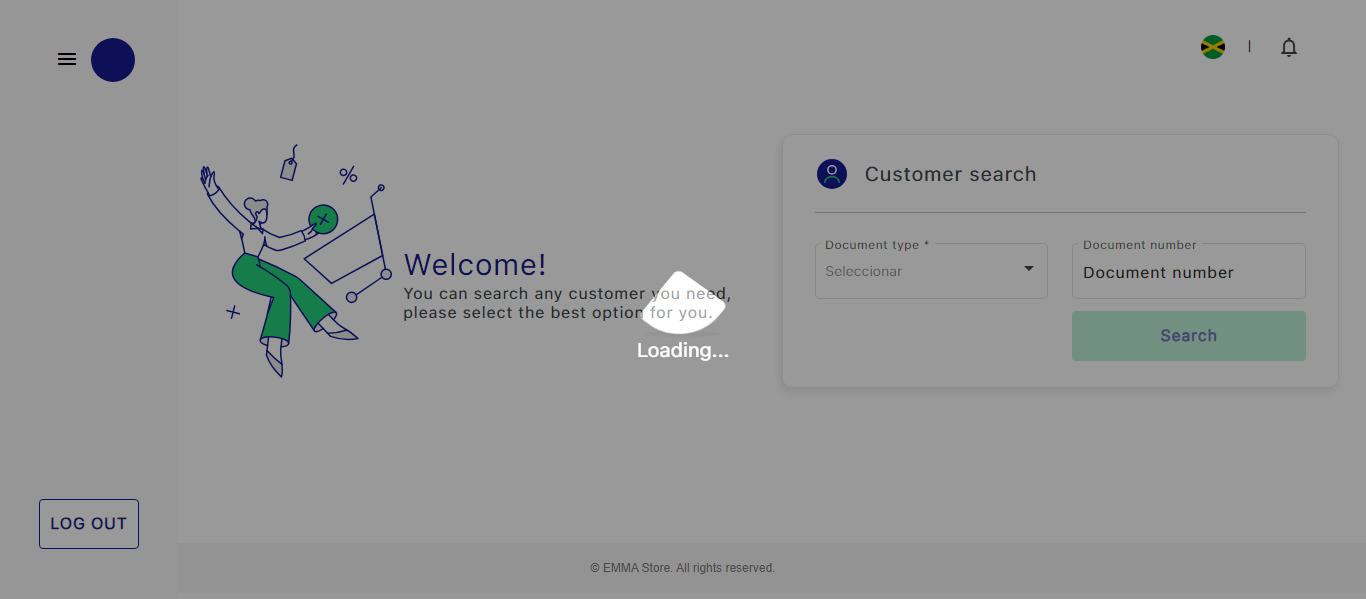 Customer search
Document type *
Seleccionar
Document number
Document number
Search
Welcome!
You can search any customer you need,
please select the best option for you.
Loading...
LOG OUT
© EMMA Store. All rights reserved.